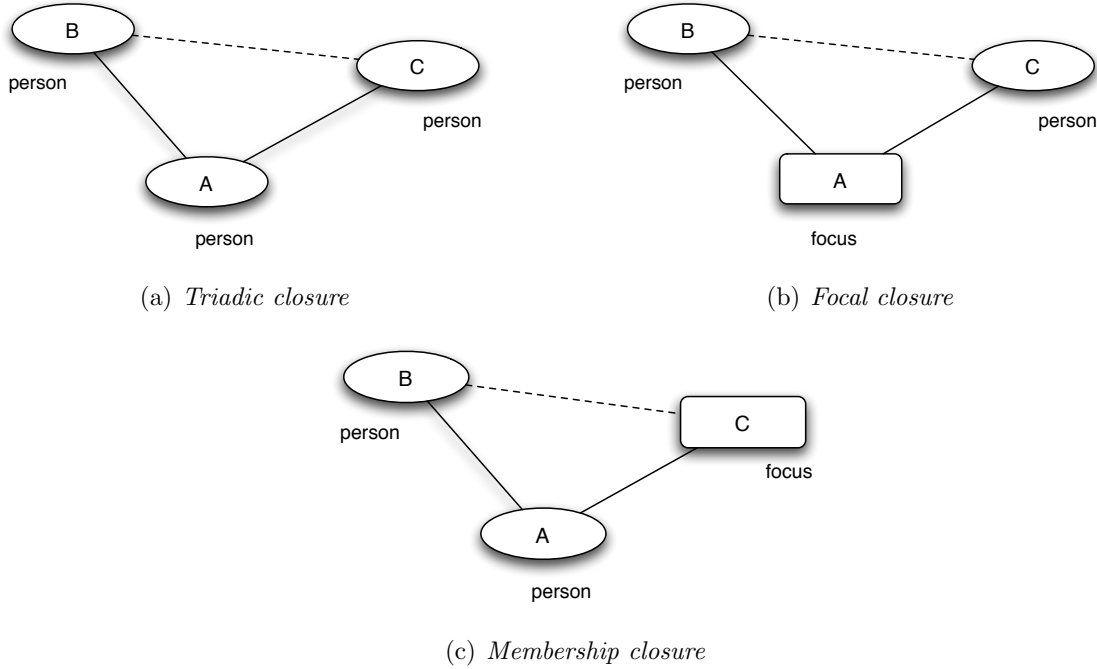 B
C
person
person
A
person
(a) Triadic closure
B
C
person
person
A
focus
(b) Focal closure
B
C
person
focus
A
person
(c) Membership closure